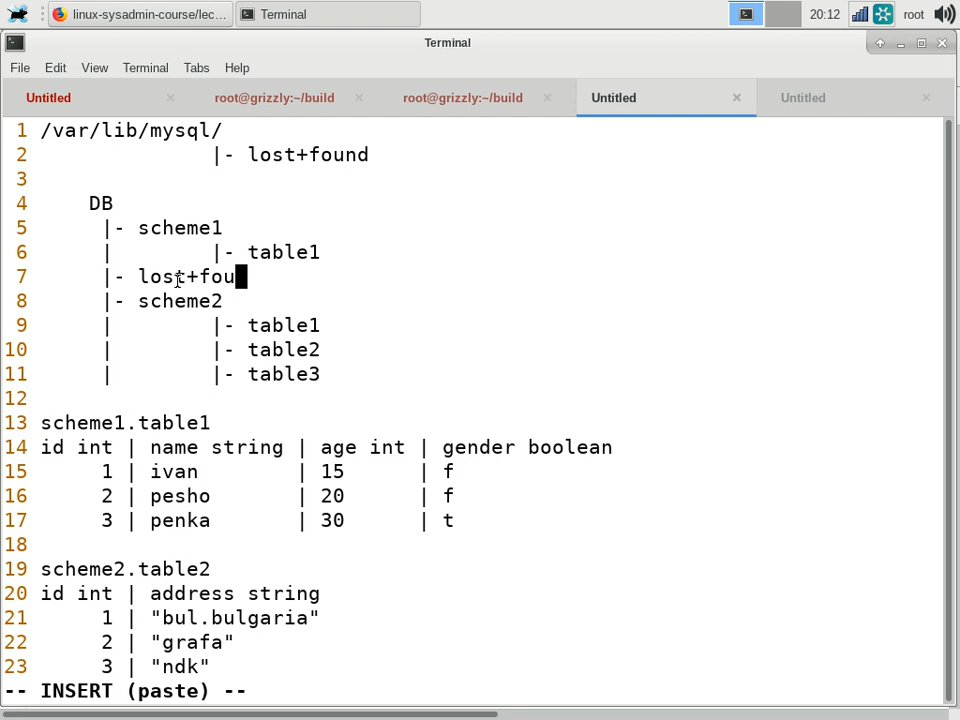 linux-sysadmin-course/lec...
Terminal
20:12
root
Terminal
File Edit View Terminal Tabs Help
Untitled
root@grizzly:~/build
root@grizzly:~/build
Untitled
Untitled
1 /var/lib/mysql/
2 |- lost+found
3
4 DB
5 |- scheme1
6 | |- table1
7 |- lost+fou
8 |- scheme2
9 | |- table1
10 | |- table2
11 | |- table3
12
13 scheme1.table1
14 id int | name string | age int | gender boolean
15 1 | ivan | 15 | f
16 2 | pesho | 20 | f
17 3 | penka | 30 | t
18
19 scheme2.table2
20 id int | address string
21 1 | "bul.bulgaria"
22 2 | "grafa"
23 3 | "ndk"
-- INSERT (paste) --